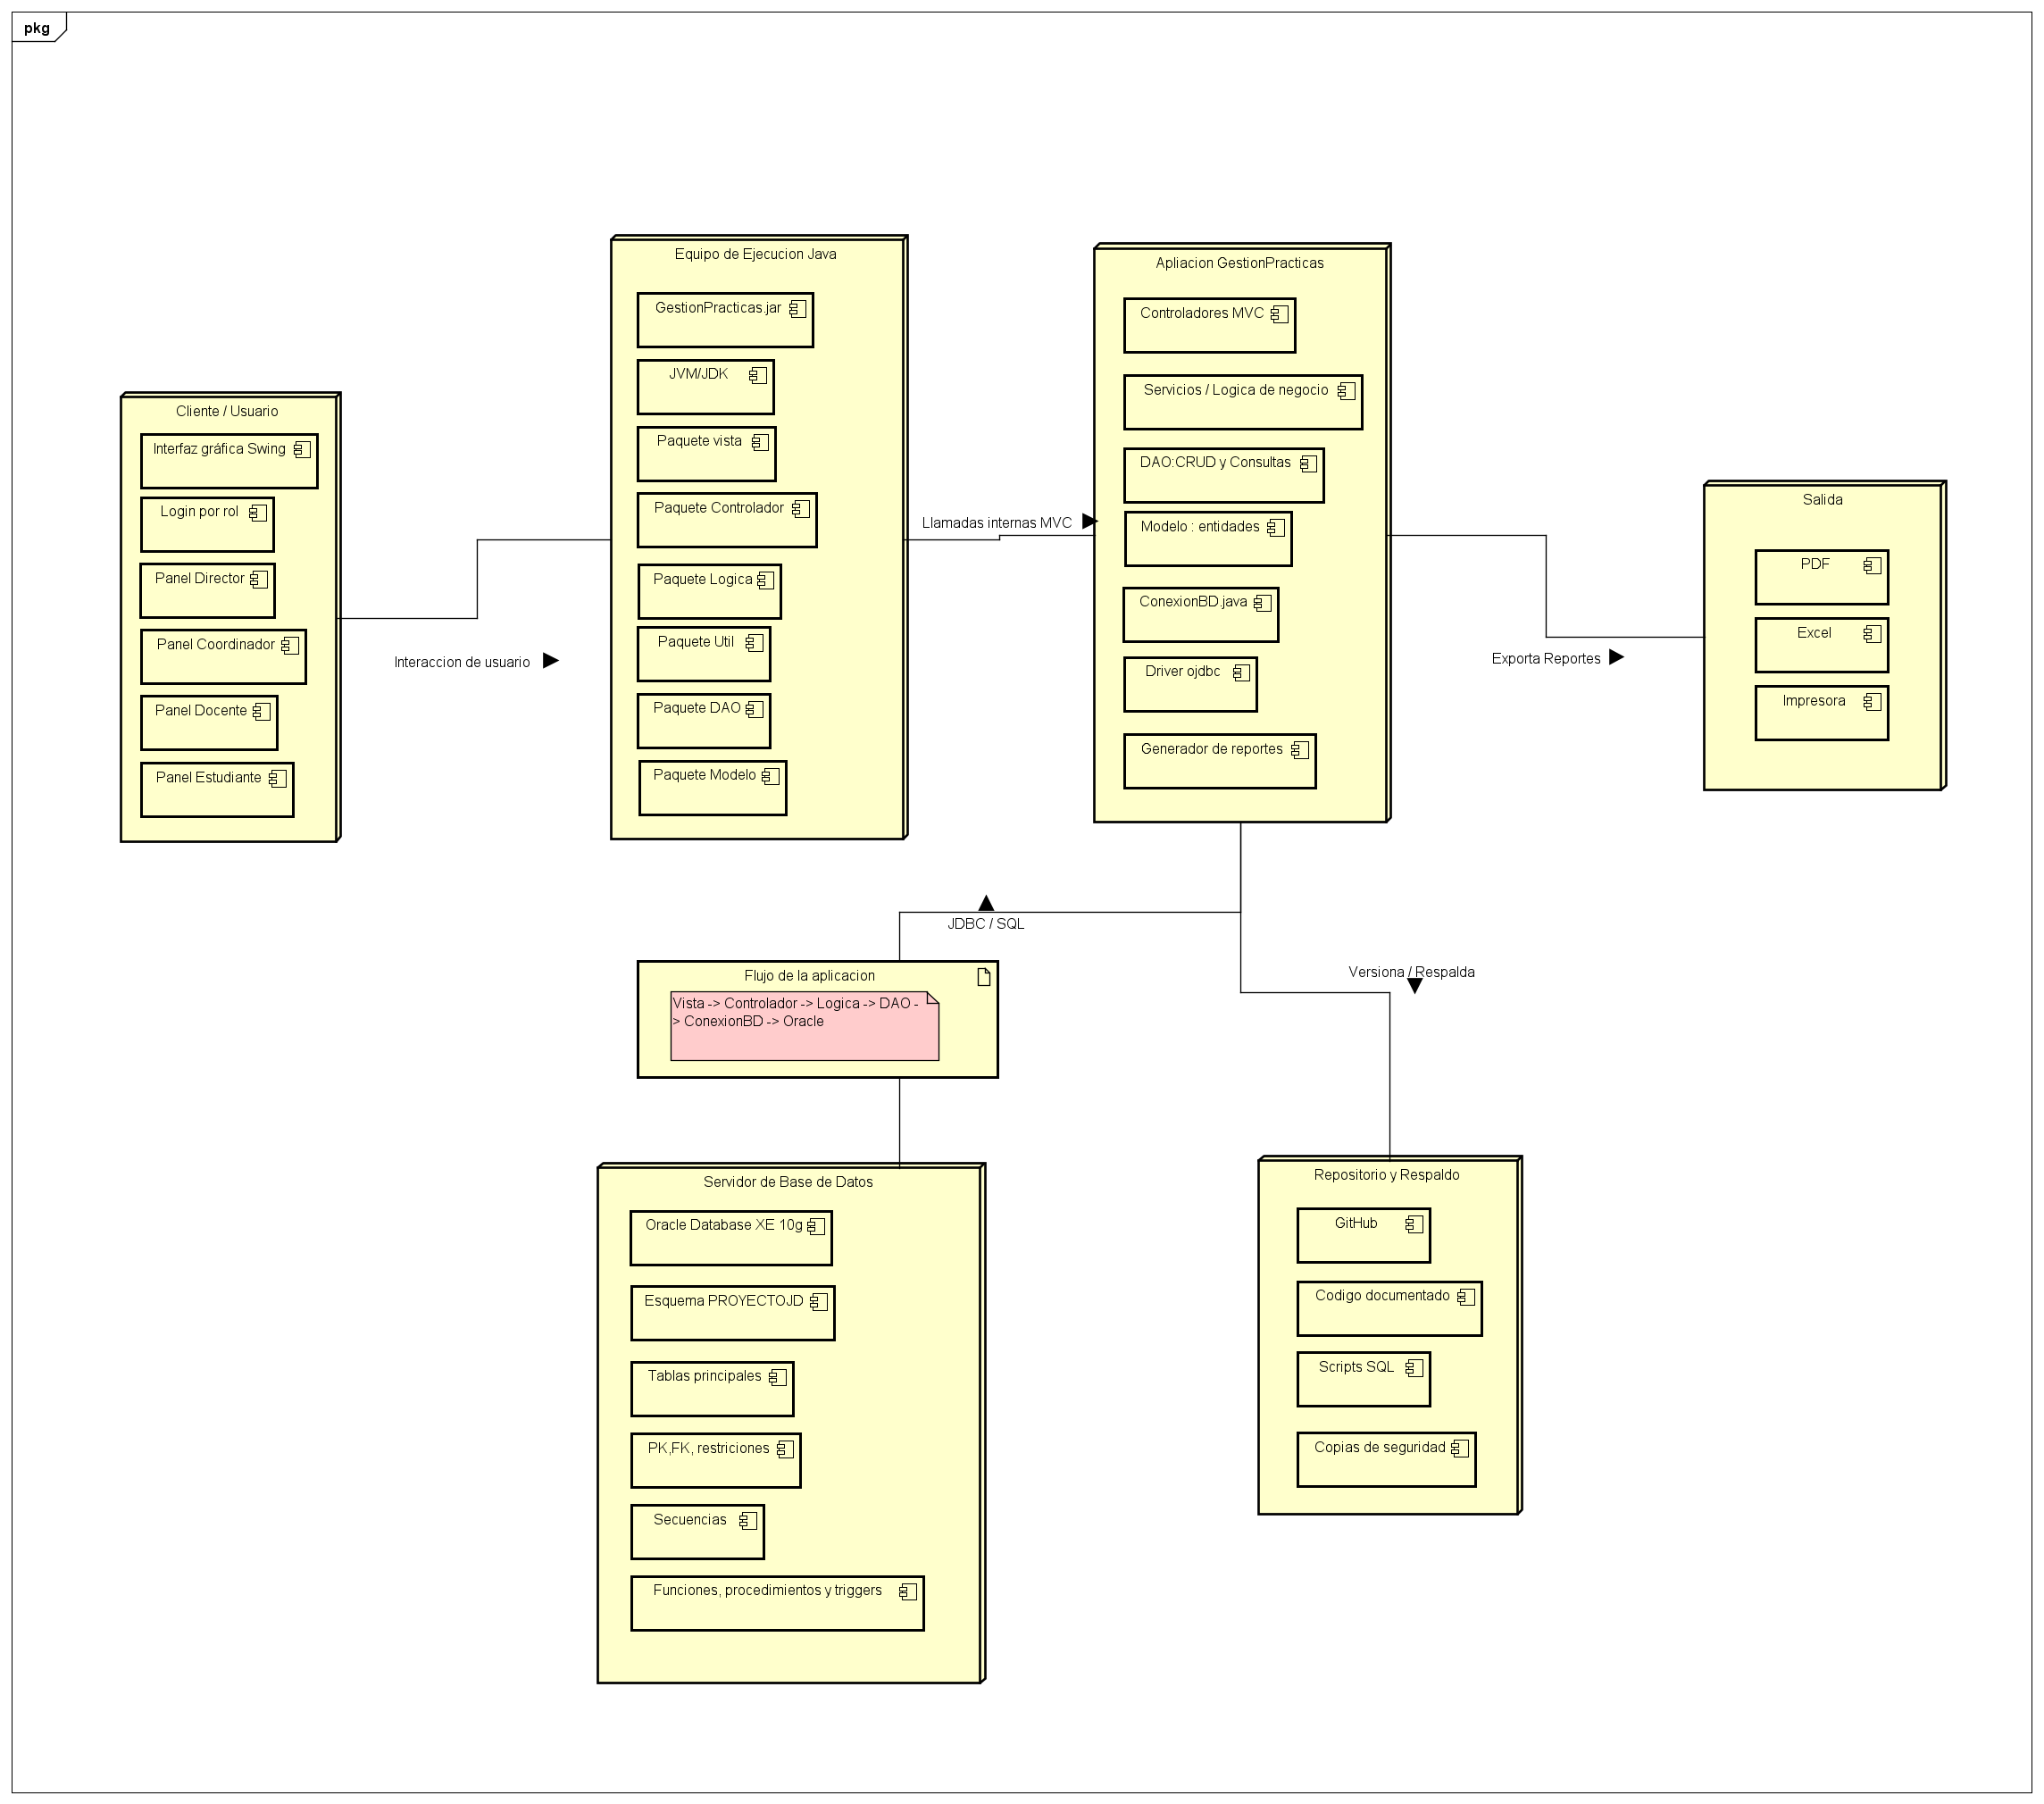 pkg
Cliente / Usuario
Interfaz gráfica Swing
Login por rol
Panel Director
Panel Coordinador
Panel Docente
Panel Estudiante
Interaccion de usuario
Equipo de Ejecucion Java
GestionPracticas.jar
JVM/JDK
Paquete vista
Paquete Controlador
Paquete Logica
Paquete Util
Paquete DAO
Paquete Modelo
Llamadas internas MVC
Apliacion GestionPracticas
Controladores MVC
Servicios / Logica de negocio
DAO:CRUD y Consultas
Modelo : entidades
ConexionBD.java
Driver ojdbc
Generador de reportes
Exporta Reportes
Salida
PDF
Excel
Impresora
JDBC / SQL
Flujo de la aplicacion
Vista -> Controlador -> Logica -> DAO -
> ConexionBD -> Oracle
Versiona / Respalda
Servidor de Base de Datos
Oracle Database XE 10g
Esquema PROYECTOJD
Tablas principales
PK,FK, restriciones
Secuencias
Funciones, procedimientos y triggers
Repositorio y Respaldo
GitHub
Codigo documentado
Scripts SQL
Copias de seguridad